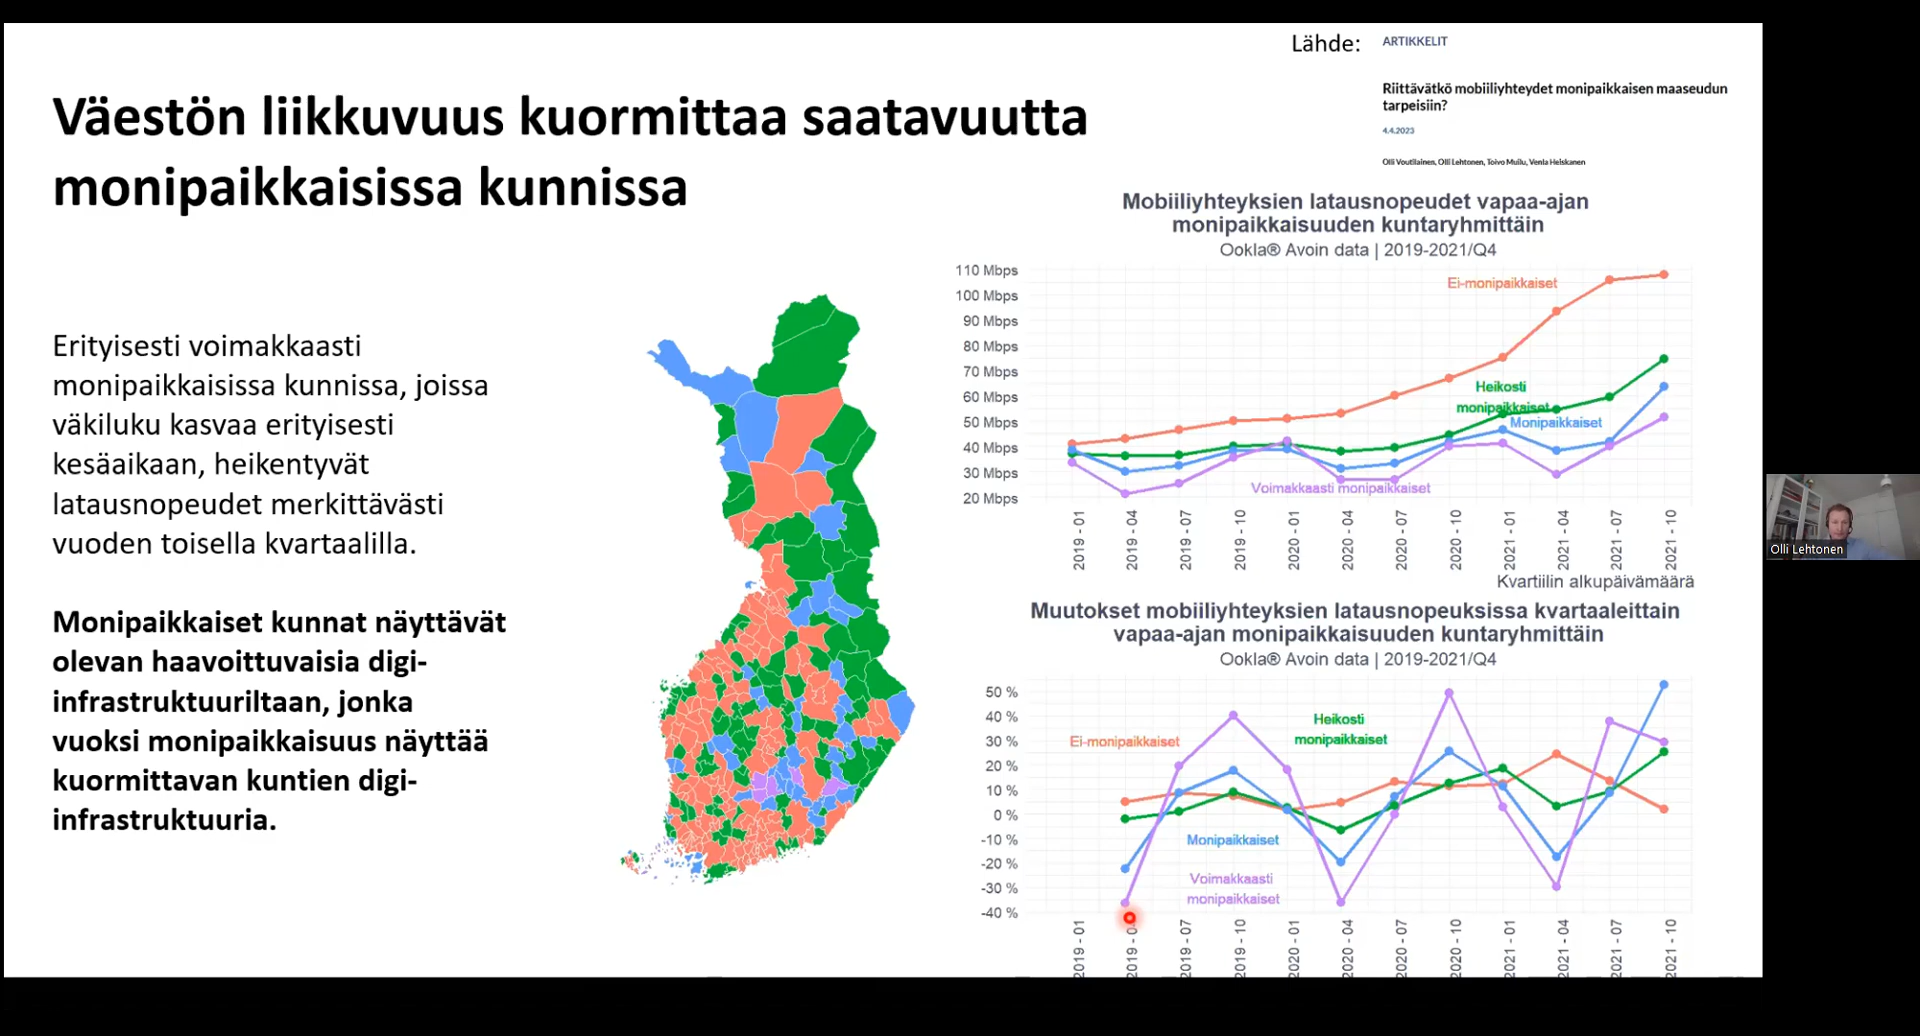 Lähde:
ARTIKKELIT
Riittävätkö mobiiliyhteydet monipaikkaisen maaseudun
tarpeisiin?
4.4.2023
Olli Voutilainen, Olli Lehtonen, Toivo Muilu, Venla Helskanen
Väestön liikkuvuus kuormittaa saatavuutta
monipaikkaisissa kunnissa
Erityisesti voimakkaasti
monipaikkaisissa kunnissa, joissa
väkiluku kasvaa erityisesti
kesäaikaan, heikentyvät
latausnopeudet merkittävästi
vuoden toisella kvartaalilla.
Monipaikkaiset kunnat näyttävät
olevan haavoittuvaisia digi-
infrastruktuuriltaan, jonka
vuoksi monipaikkaisuus näyttää
kuormittavan kuntien digi-
infrastruktuuria.
Mobiiliyhteyksien latausnopeudet vapaa-ajan
monipaikkaisuuden kuntaryhmittäin
Ookla® Avoin data | 2019-2021/Q4
110 Mbps
100 Mbps
90 Mbps
80 Mbps
70 Mbps
60 Mbps
50 Mbps
40 Mbps
30 Mbps
20 Mbps
Ei-monipaikkaiset
Heikosti
monipaikkaiset
Monipaikkaiset
Voimakkaasti monipaikkaiset
2019 - 01
2019 - 04
2019 - 07
2019 - 10
2020 - 01
2020 - 04
2020 - 07
2020 - 10
2021 - 01
2021 - 04
2021 - 07
2021 - 10
Kvartiilin alkupäivämäärä
Muutokset mobiiliyhteyksien latausnopeuksissa kvartaaleittain
vapaa-ajan monipaikkaisuuden kuntaryhmittäin
Ookla® Avoin data | 2019-2021/Q4
50 %
40 %
30 %
20 %
10 %
0 %
-10 %
-20 %
-30 %
-40 %
Ei-monipaikkaiset
Heikosti
monipaikkaiset
Monipaikkaiset
Voimakkaasti
monipaikkaiset
2019 - 01
2019 - 04
2019 - 07
2019 - 10
2020 - 01
2020 - 04
2020 - 07
2020 - 10
2021 - 01
2021 - 04
2021 - 07
2021 - 10
Olli Lehtonen